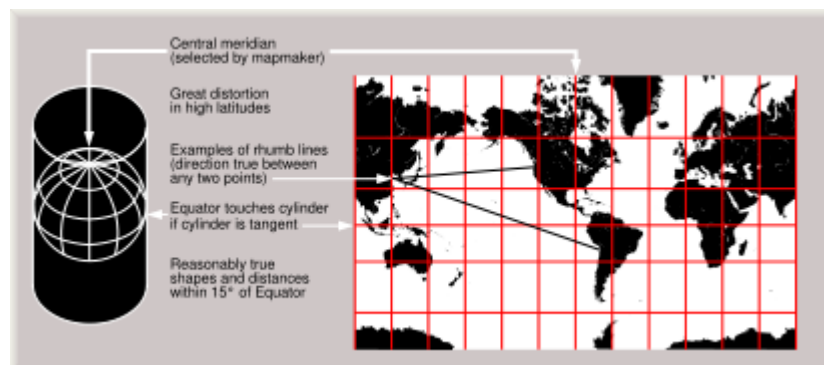 Central meridian
(selected by mapmaker)
Great distortion
in high latitudes
Examples of rhumb lines
(direction true between
any two points)
Equator touches cylinder
if cylinder is tangent
Reasonably true
shapes and distances
within 15° of Equator